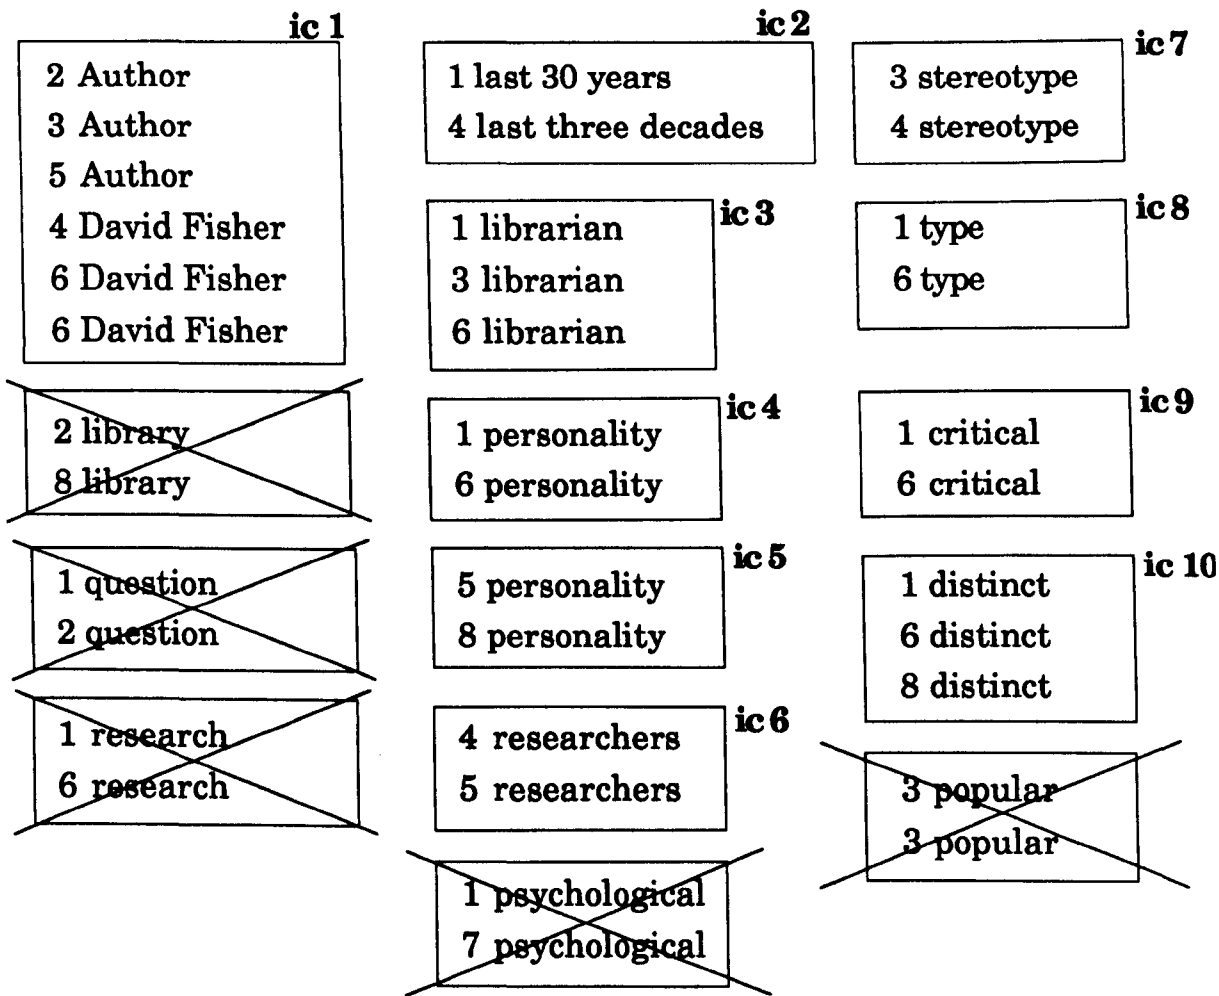 ic 1
2 Author
3 Author
5 Author
4 David Fisher
6 David Fisher
6 David Fisher
2 library
8 library
1 question
2 question
1 research
6 research
ic 2
1 last 30 years
4 last three decades
ic 3
1 librarian
3 librarian
6 librarian
ic 4
1 personality
6 personality
ic 5
5 personality
8 personality
ic 6
4 researchers
5 researchers
1 psychological
7 psychological
ic 7
3 stereotype
4 stereotype
ic 8
1 type
6 type
ic 9
1 critical
6 critical
ic 10
1 distinct
6 distinct
8 distinct
3 popular
3 popular